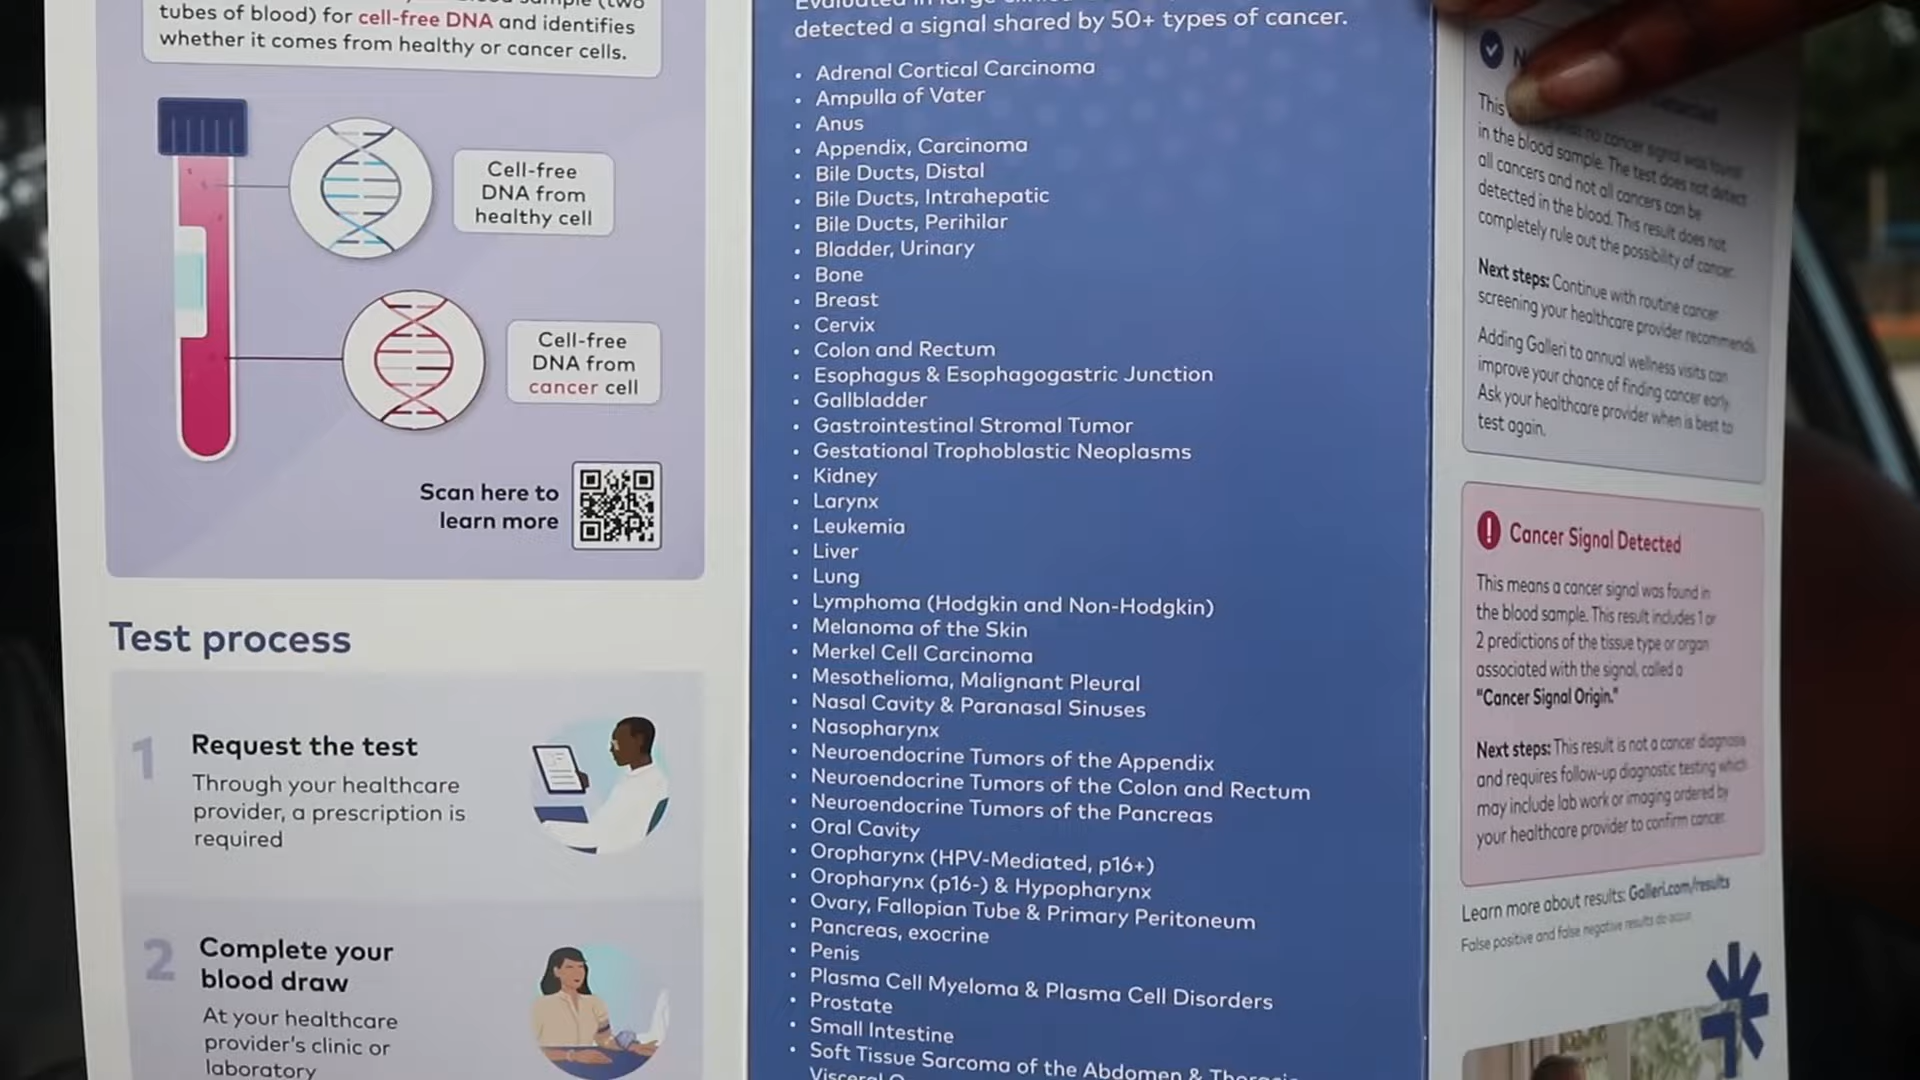 tubes of blood) for cell-free DNA and identifies
whether it comes from healthy or cancer cells.
Cell-free
DNA from
healthy cell
Cell-free
DNA from
cancer cell
Scan here to
learn more
Test process
1
Request the test
Through your healthcare
provider, a prescription is
required
2
Complete your
blood draw
At your healthcare
provider's clinic or
laboratory
detected a signal shared by 50+ types of cancer.
• Adrenal Cortical Carcinoma
• Ampulla of Vater
• Anus
• Appendix, Carcinoma
• Bile Ducts, Distal
• Bile Ducts, Intrahepatic
• Bile Ducts, Perihilar
• Bladder, Urinary
• Bone
• Breast
• Cervix
• Colon and Rectum
• Esophagus & Esophagogastric Junction
• Gallbladder
• Gastrointestinal Stromal Tumor
• Gestational Trophoblastic Neoplasms
• Kidney
• Larynx
• Leukemia
• Liver
• Lung
• Lymphoma (Hodgkin and Non-Hodgkin)
• Melanoma of the Skin
• Merkel Cell Carcinoma
• Mesothelioma, Malignant Pleural
• Nasal Cavity & Paranasal Sinuses
• Nasopharynx
• Neuroendocrine Tumors of the Appendix
• Neuroendocrine Tumors of the Colon and Rectum
• Neuroendocrine Tumors of the Pancreas
• Oral Cavity
• Oropharynx (HPV-Mediated, p16+)
• Oropharynx (p16-) & Hypopharynx
• Ovary, Fallopian Tube & Primary Peritoneum
• Pancreas, exocrine
• Penis
• Plasma Cell Myeloma & Plasma Cell Disorders
• Prostate
• Small Intestine
• Soft Tissue Sarcoma of the Abdomen &
This no cancer signal was found
in the blood sample. The test does not detect
all cancers and not all cancers can be
detected in the blood. This result does not
completely rule out the possibility of cancer.
Next steps: Continue with routine cancer
screening your healthcare provider recommends.
Adding Galleri to annual wellness visits can
improve your chance of finding cancer early.
Ask your healthcare provider when is best to
test again.
Cancer Signal Detected
This means a cancer signal was found in
the blood sample. This result includes 1 or
2 predictions of the tissue type or organ
associated with the signal, called a
"Cancer Signal Origin."
Next steps: This result is not a cancer diagnosis
and requires follow-up diagnostic testing which
may include lab work or imaging ordered by
your healthcare provider to confirm cancer.
Learn more about results: Galleri.com/results
False positive and false negative results do occur.